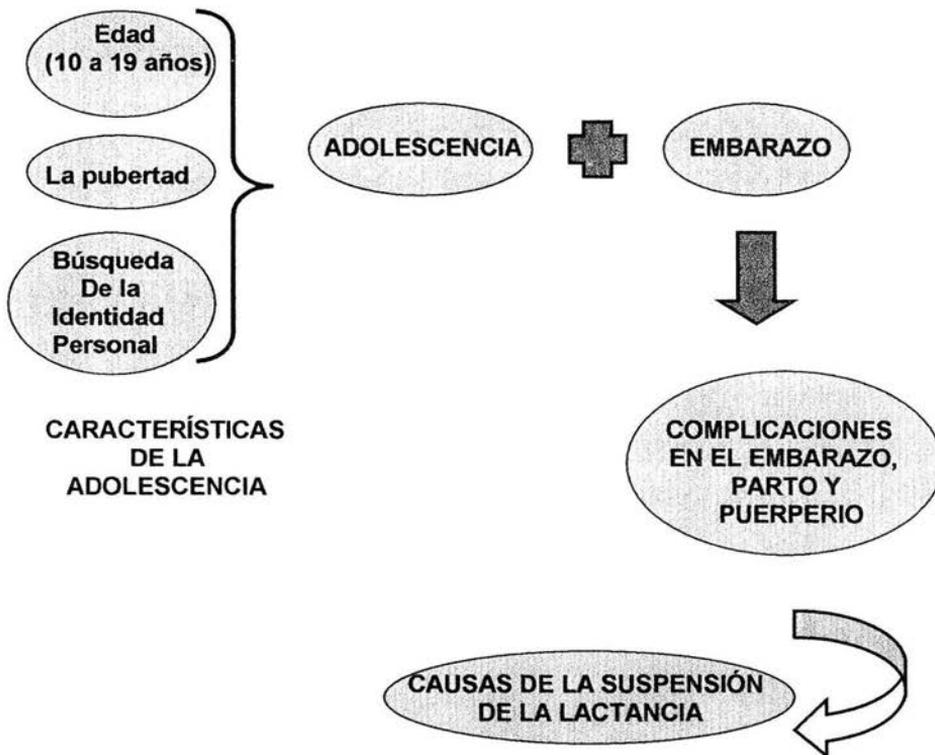 Edad
(10 a 19 años)
La pubertad
Búsqueda
De la
Identidad
Personal
CARACTERÍSTICAS
DE LA
ADOLESCENCIA
ADOLESCENCIA
EMBARAZO
COMPLICACIONES
EN EL EMBARAZO,
PARTO Y
PUERPERIO
CAUSAS DE LA SUSPENSIÓN
DE LA LACTANCIA